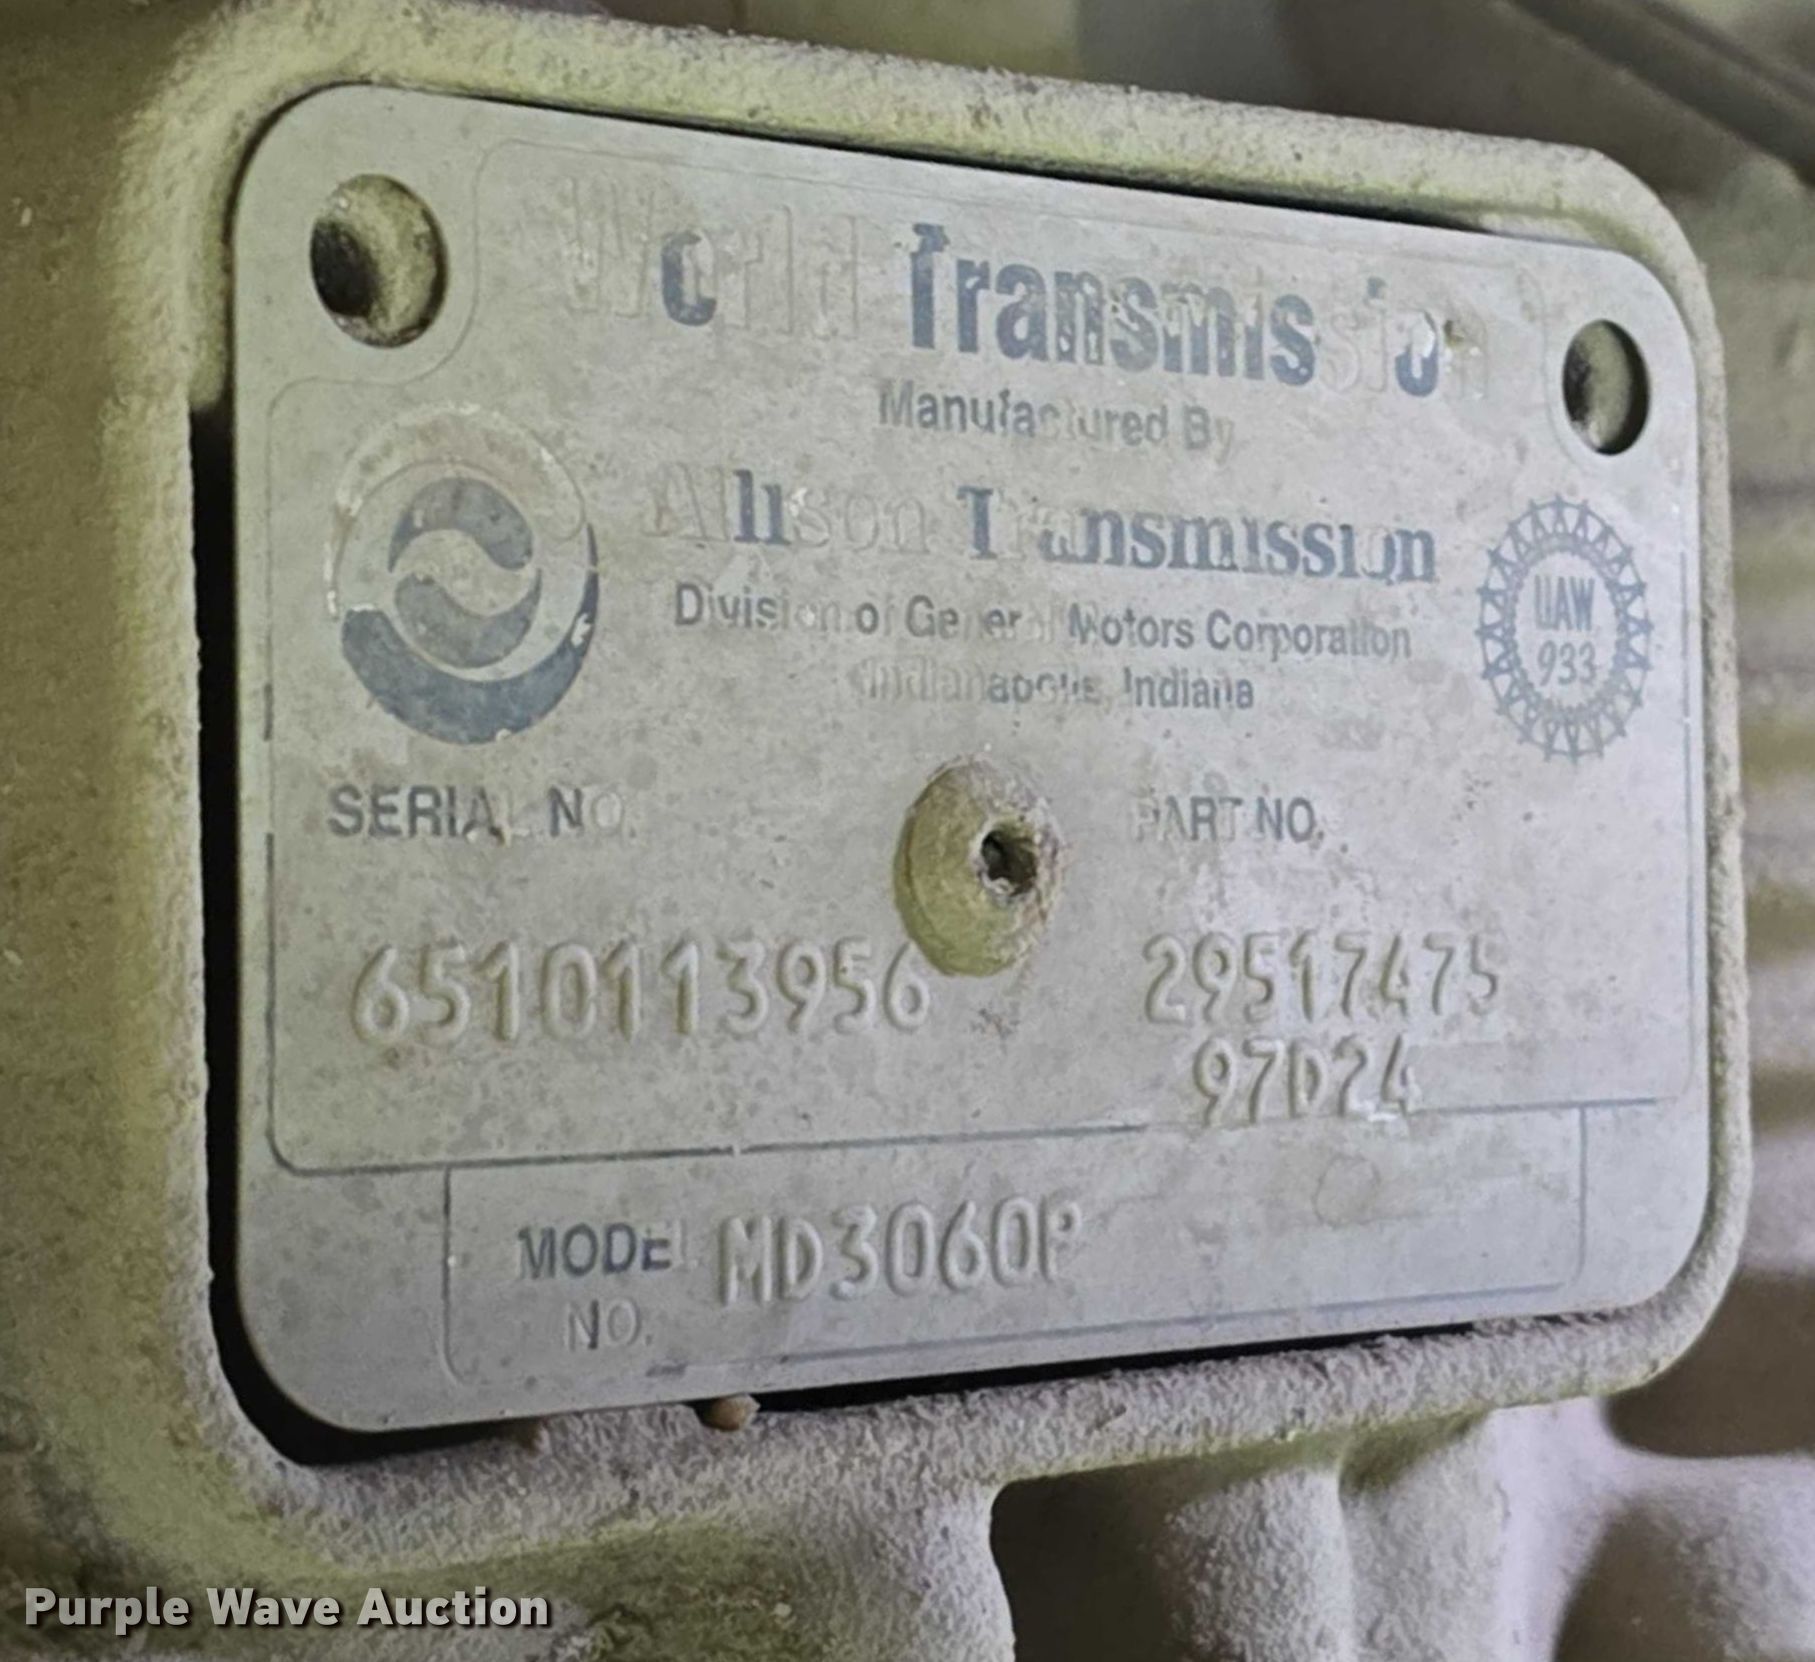 World Transmission
Manufactured By
Allison Transmission
Division of General Motors Corporation
Indianapolis, Indiana
UAW
933
SERIAL NO.
PART NO.
6510113956
29517475
97D24
MODEL
NO.
MD3060P
Purple Wave Auction